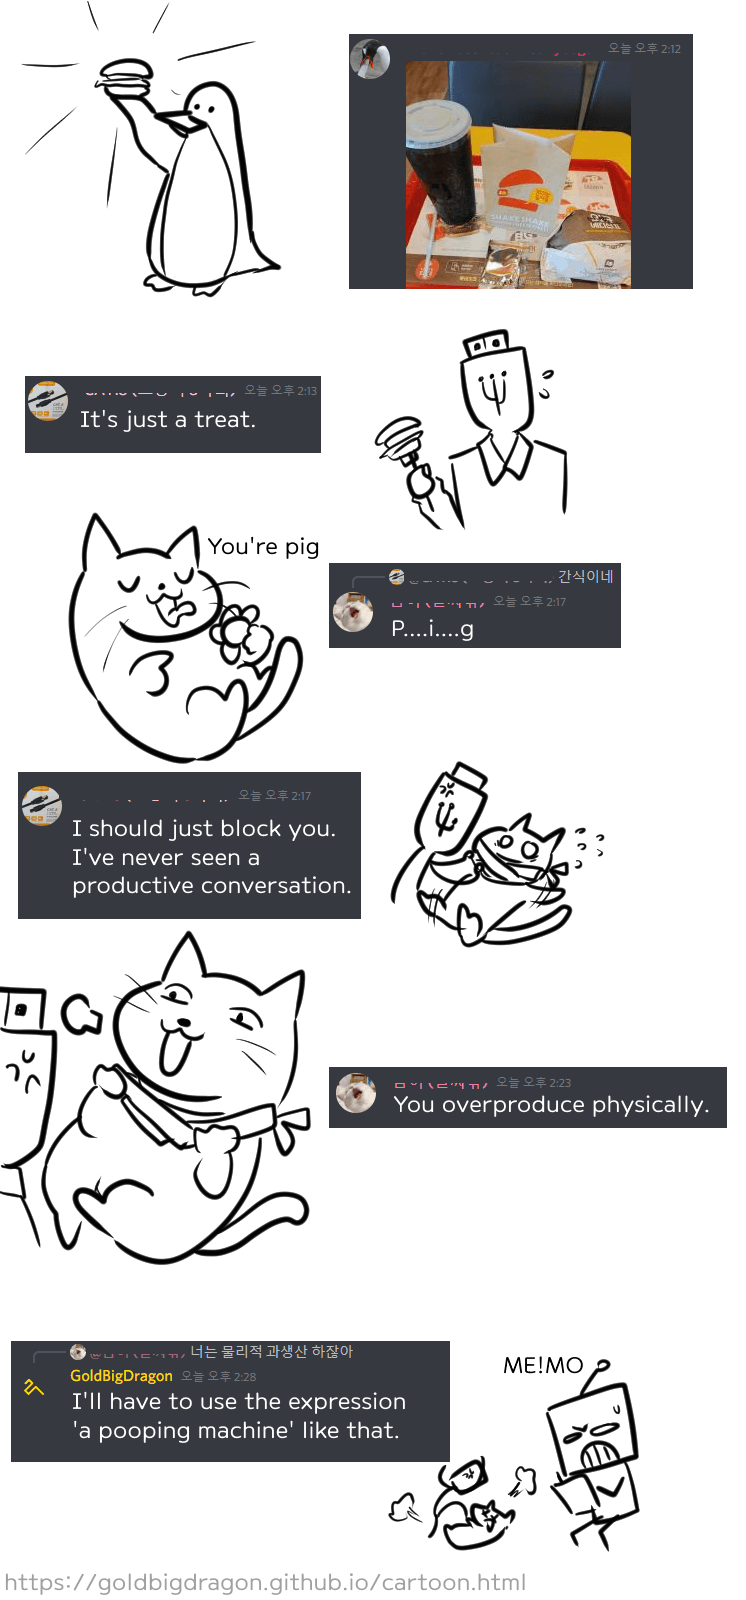 오늘 오후 2:12
SHAKE SHAKE
오늘 오후 2:13
It's just a treat.
You're pig
간식이네
오늘 오후 2:17
P....i....g
오늘 오후 2:17
I should just block you.
I've never seen a
productive conversation.
오늘 오후 2:23
You overproduce physically.
너는 물리적 과생산 하잖아
GoldBigDragon 오늘 오후 2:28
I'll have to use the expression
'a pooping machine' like that.
ME!MO
https://goldbigdragon.github.io/cartoon.html